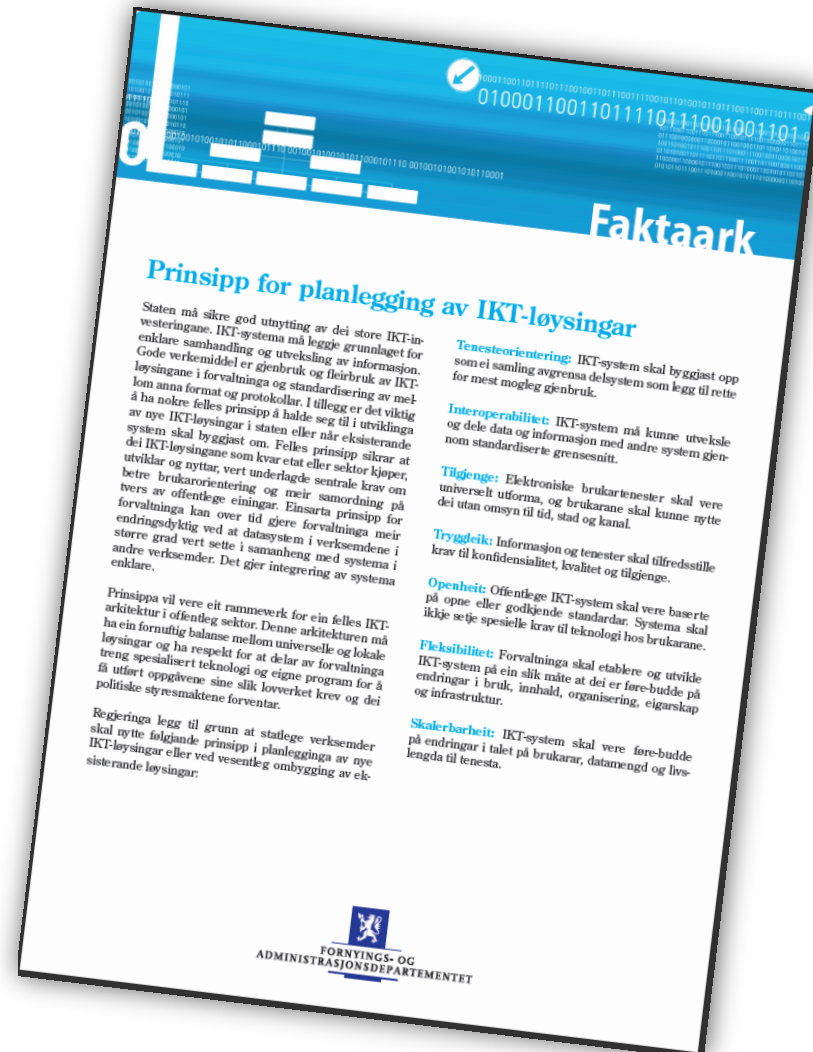 Faktaark
Prinsipp for planlegging av IKT-løysingar
Staten må sikre god utnytting av dei store IKT-in-
vesteringane. IKT-systema må leggje grunnlaget for
enklare samhandling og utveksling av informasjon.
Gode verkemiddel er gjenbruk og fleirbruk av IKT-
løysingane i forvaltninga og standardisering av mel-
lom anna format og protokollar. I tillegg er det viktig
å ha nokre felles prinsipp å halde seg til i utviklinga
av nye IKT-løysingar i staten eller når eksisterande
system skal byggjast om. Felles prinsipp sikrar at
dei IKT-løysingane som kvar etat eller sektor kjøper,
utviklar og nyttar, vert underlagde sentrale krav om
betre brukarorientering og meir samordning på
tvers av offentlege einingar. Einsarta prinsipp for
forvaltninga kan over tid gjere forvaltninga meir
endringsdyktig ved at datasystem i verksemdene i
større grad vert sette i samanheng med systema i
andre verksemder. Det gjer integrering av systema
enklare.
Prinsippa vil vere eit rammeverk for ein felles IKT-
arkitektur i offentleg sektor. Denne arkitekturen må
ha ein fornuftig balanse mellom universelle og lokale
løysingar og ha respekt for at delar av forvaltninga
treng spesialisert teknologi og eigne program for å
få utført oppgåvene sine slik lovverket krev og dei
politiske styresmaktene forventar.
Regjeringa legg til grunn at statlege verksemder
skal nytte følgjande prinsipp i planlegginga av nye
IKT-løysingar eller ved vesentleg ombygging av ek-
sisterande løysingar:
Tenesteorientering: IKT-system skal byggjast opp
som ei samling avgrensa delsystem som legg til rette
for mest mogleg gjenbruk.
Interoperabilitet: IKT-system må kunne utveksle
og dele data og informasjon med andre system gjen-
nom standardiserte grensesnitt.
Tilgjenge: Elektroniske brukartenester skal vere
universelt utforma, og brukarane skal kunne nytte
dei utan omsyn til tid, stad og kanal.
Tryggleik: Informasjon og tenester skal tilfredsstille
krav til konfidensialitet, kvalitet og tilgjenge.
Openheit: Offentlege IKT-system skal vere baserte
på opne eller godkjende standardar. Systema skal
ikkje setje spesielle krav til teknologi hos brukarane.
Fleksibilitet: Forvaltninga skal etablere og utvikle
IKT-system på ein slik måte at dei er føre-budde på
endringar i bruk, innhald, organisering, eigarskap
og infrastruktur.
Skalerbarheit: IKT-system skal vere føre-budde
på endringar i talet på brukarar, datamengd og livs-
lengda til tenesta.
FORNYINGS- OG
ADMINISTRASJONSDEPARTEMENTET